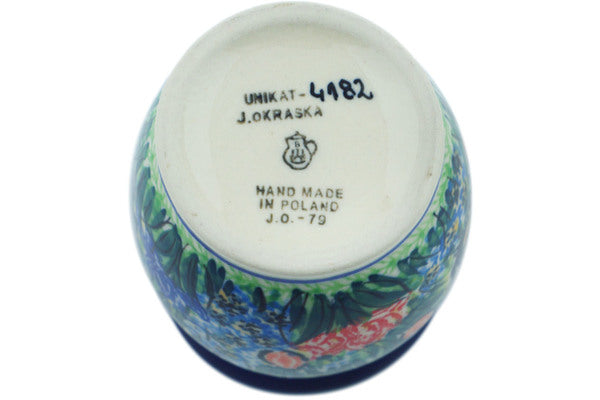 UNIKAT-4182
J.OKRASKA
HAND MADE
IN POLAND
J.O.-79